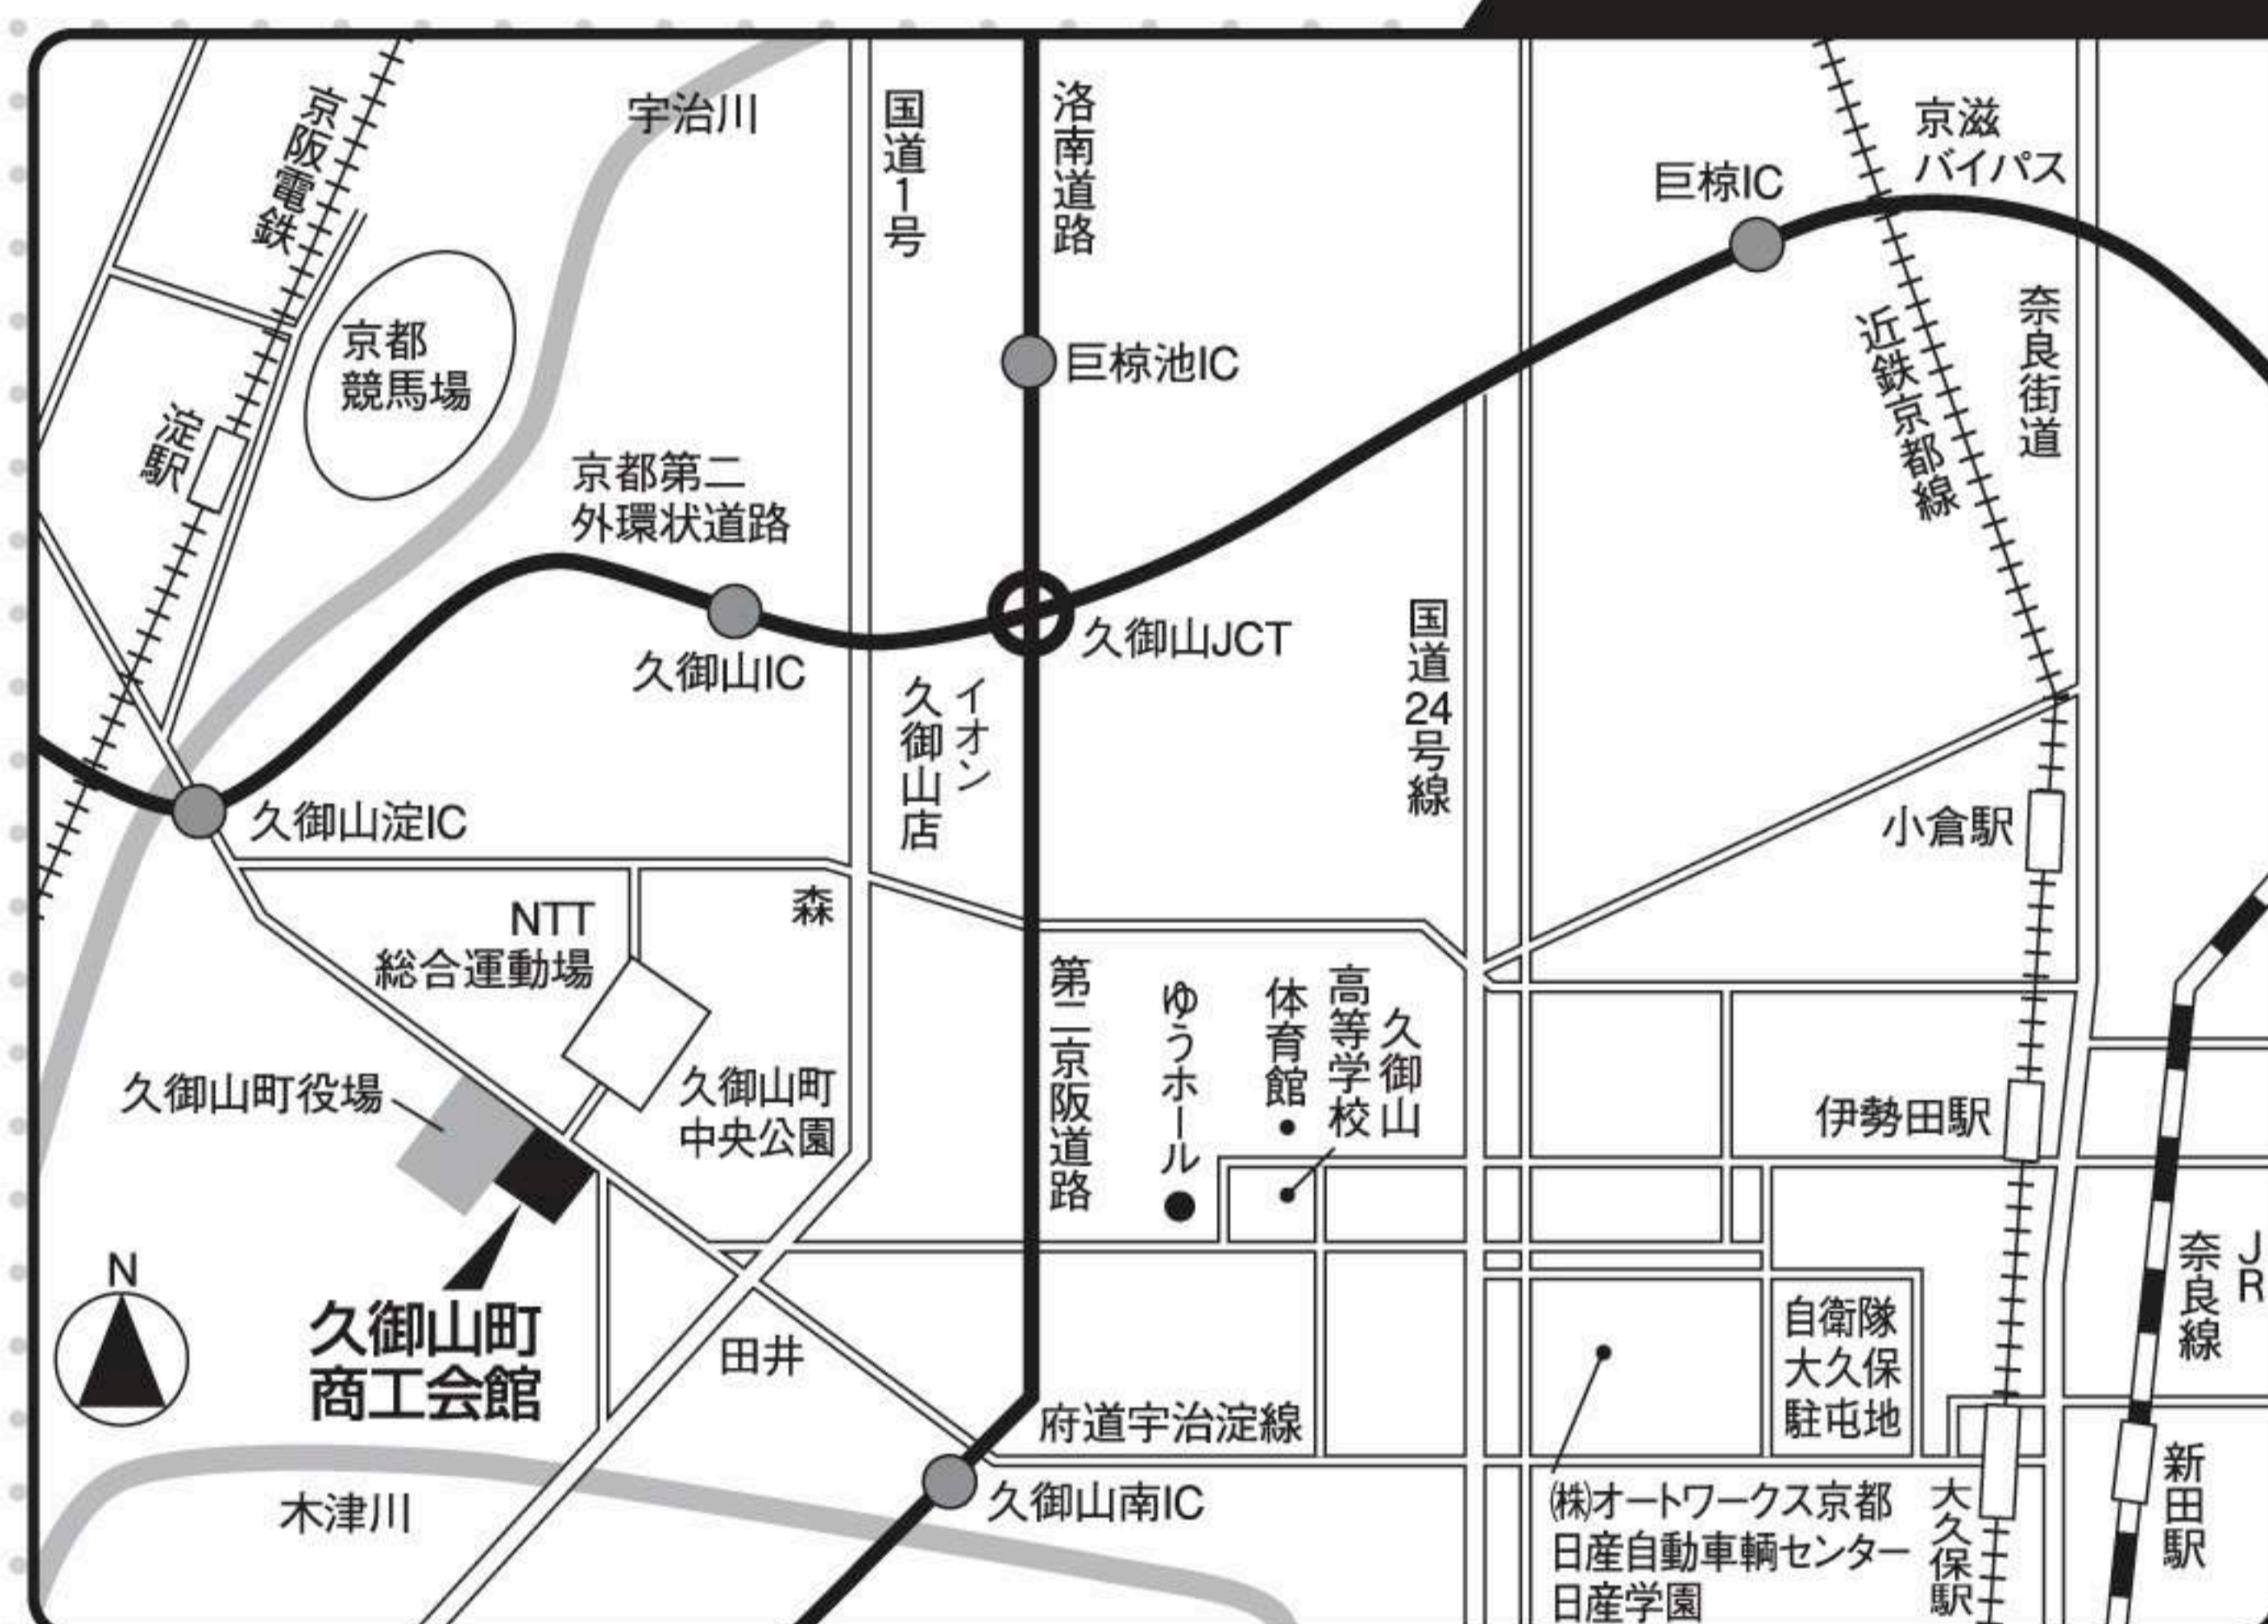 京阪電鉄
宇治川
国道1号
洛南道路
京滋
バイパス
巨椋IC
京都
競馬場
巨椋池IC
近鉄京都線
奈良街道
淀駅
京都第二
外環状道路
久御山IC
久御山JCT
国道24号線
イオン
久御山店
久御山淀IC
小倉駅
森
NTT
総合運動場
第二京阪道路
ゆうホール
体育館
久御山
高等学校
久御山町役場
久御山町
中央公園
伊勢田駅
N
久御山町
商工会館
田井
JR
奈良線
自衛隊
大久保
駐屯地
府道宇治淀線
木津川
久御山南IC
㈱オートワークス京都
日産自動車輌センター
日産学園
大久保駅
新田駅